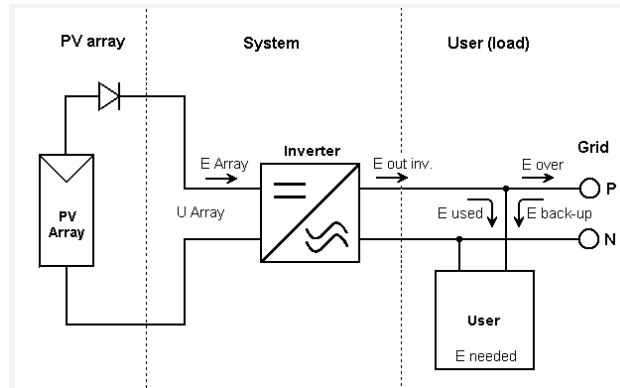 PV array
System
User (load)
Inverter
Grid
E Array
E out inv.
E over
P
PV
Array
U Array
E used
E back-up
N
User
E needed